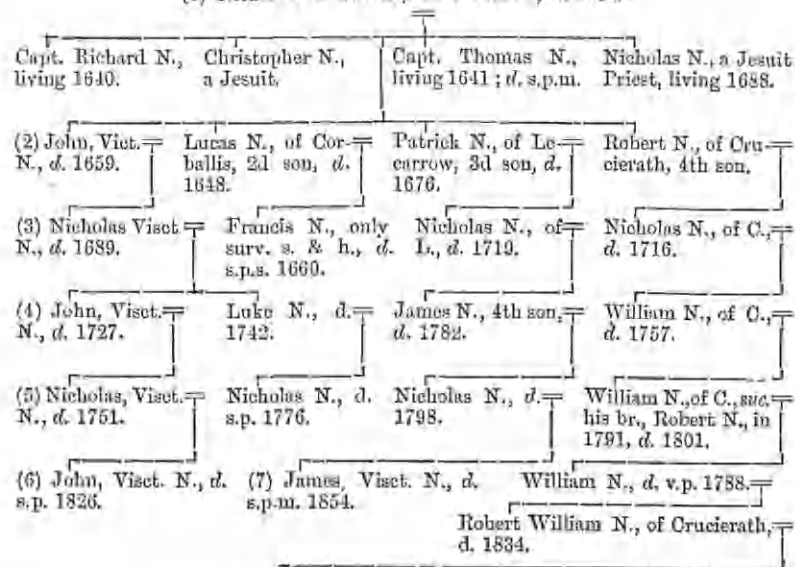 Capt. Richard N., living 1640.
Christopher N., a Jesuit.
Capt. Thomas N., living 1641; d. s.p.m.
Nicholas N., a Jesuit Priest, living 1688.
(2) John, Visct. N., d. 1659.
Lucas N., of Corballis, 2d son, d. 1648.
Patrick N., of Lecarrow, 3d son, d. 1676.
Robert N., of Crucierath, 4th son.
(3) Nicholas Visct. N., d. 1689.
Francis N., only surv. s. & h., d. s.p.s. 1660.
Nicholas N., of L., d. 1719.
Nicholas N., of C., d. 1716.
(4) John, Visct. N., d. 1727.
Luke N., d. 1742.
James N., 4th son, d. 1782.
William N., of C., d. 1757.
(5) Nicholas, Visct. N., d. 1751.
Nicholas N., d. s.p. 1776.
Nicholas N., d. 1798.
William N., of C., suc. his br., Robert N., in 1791, d. 1801.
(6) John, Visct. N., d. s.p. 1826.
(7) James, Visct. N., d. s.p.m. 1854.
William N., d. v.p. 1788.
Robert William N., of Crucierath, d. 1834.